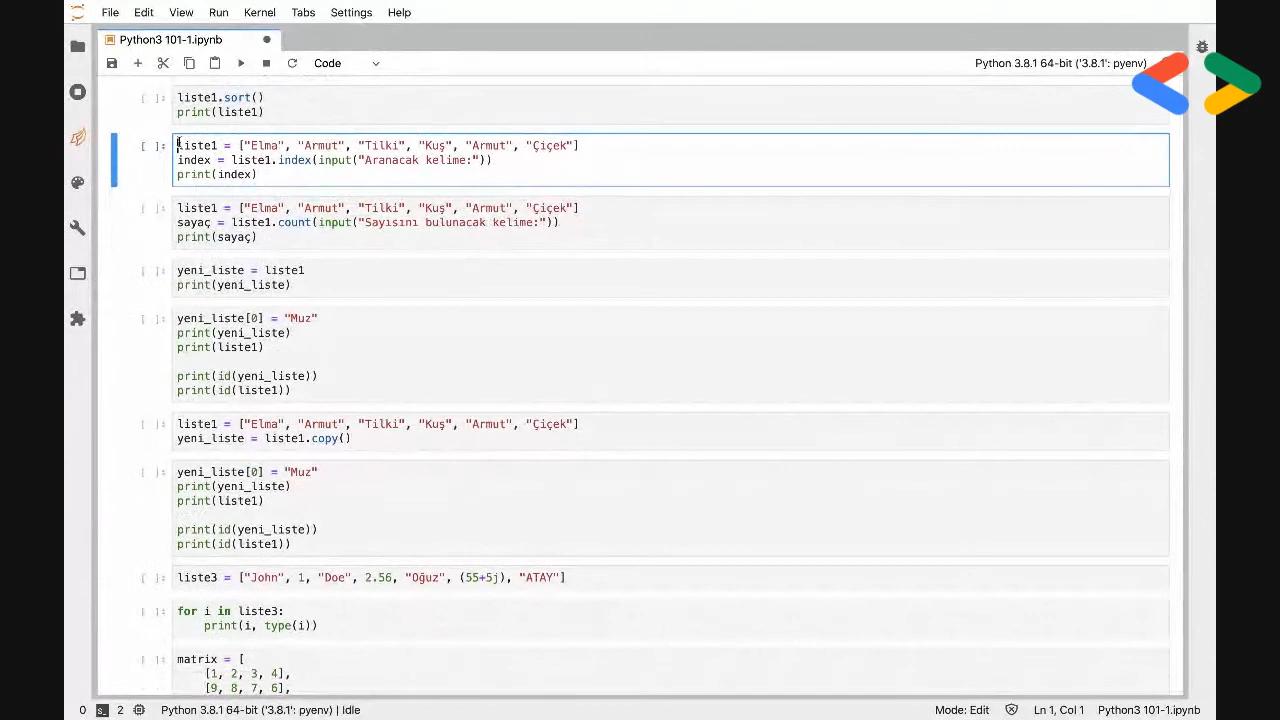 File Edit View Run Kernel Tabs Settings Help
Python3 101-1.ipynb
Code
Python 3.8.1 64-bit ('3.8.1': pyenv)
[ ]: liste1.sort()
print(liste1)
[ ]: liste1 = ["Elma", "Armut", "Tilki", "Kuş", "Armut", "Çiçek"]
index = liste1.index(input("Aranacak kelime:"))
print(index)
[ ]: liste1 = ["Elma", "Armut", "Tilki", "Kuş", "Armut", "Çiçek"]
sayaç = liste1.count(input("Sayısını bulunacak kelime:"))
print(sayaç)
[ ]: yeni_liste = liste1
print(yeni_liste)
[ ]: yeni_liste[0] = "Muz"
print(yeni_liste)
print(liste1)
print(id(yeni_liste))
print(id(liste1))
[ ]: liste1 = ["Elma", "Armut", "Tilki", "Kuş", "Armut", "Çiçek"]
yeni_liste = liste1.copy()
[ ]: yeni_liste[0] = "Muz"
print(yeni_liste)
print(liste1)
print(id(yeni_liste))
print(id(liste1))
[ ]: liste3 = ["John", 1, "Doe", 2.56, "Oğuz", (55+5j), "ATAY"]
[ ]: for i in liste3:
print(i, type(i))
[ ]: matrix = [
[1, 2, 3, 4],
[9, 8, 7, 6],
0 2 Python 3.8.1 64-bit ('3.8.1': pyenv) | Idle Mode: Edit Ln 1, Col 1 Python3 101-1.ipynb